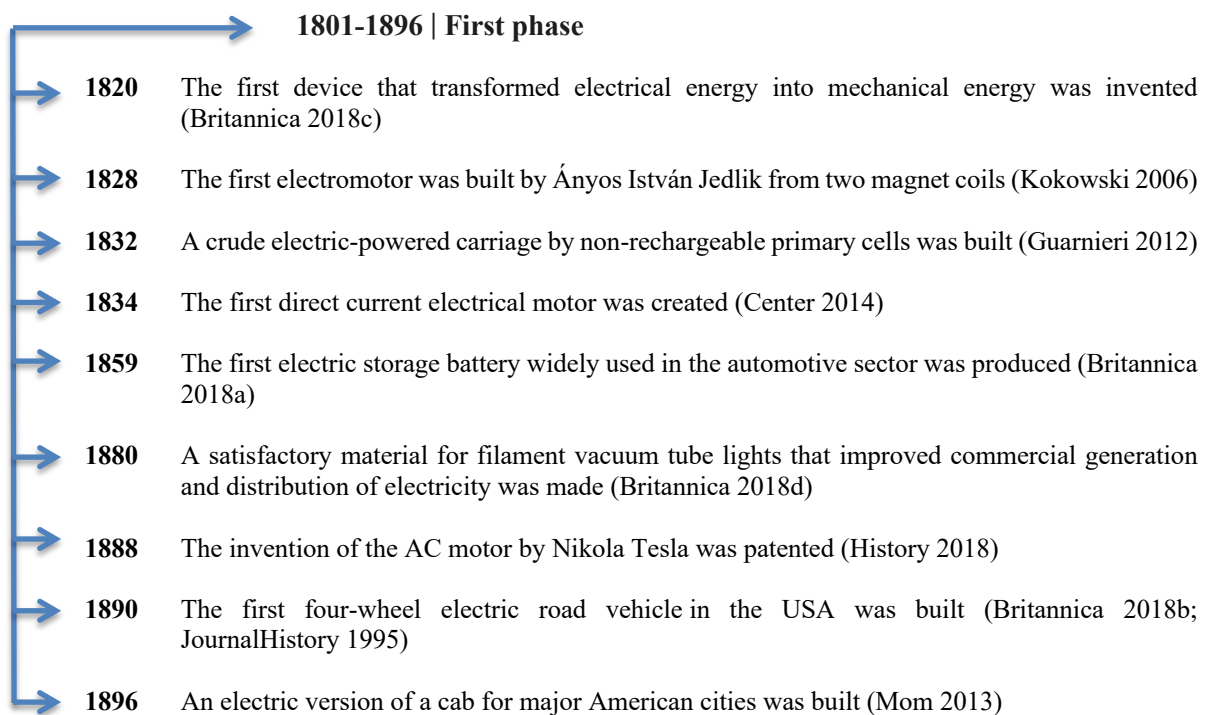 1801-1896 | First phase
1820 The first device that transformed electrical energy into mechanical energy was invented
(Britannica 2018c)
1828 The first electromotor was built by Ányos István Jedlik from two magnet coils (Kokowski 2006)
1832 A crude electric-powered carriage by non-rechargeable primary cells was built (Guarnieri 2012)
1834 The first direct current electrical motor was created (Center 2014)
1859 The first electric storage battery widely used in the automotive sector was produced (Britannica
2018a)
1880 A satisfactory material for filament vacuum tube lights that improved commercial generation
and distribution of electricity was made (Britannica 2018d)
1888 The invention of the AC motor by Nikola Tesla was patented (History 2018)
1890 The first four-wheel electric road vehicle in the USA was built (Britannica 2018b;
JournalHistory 1995)
1896 An electric version of a cab for major American cities was built (Mom 2013)